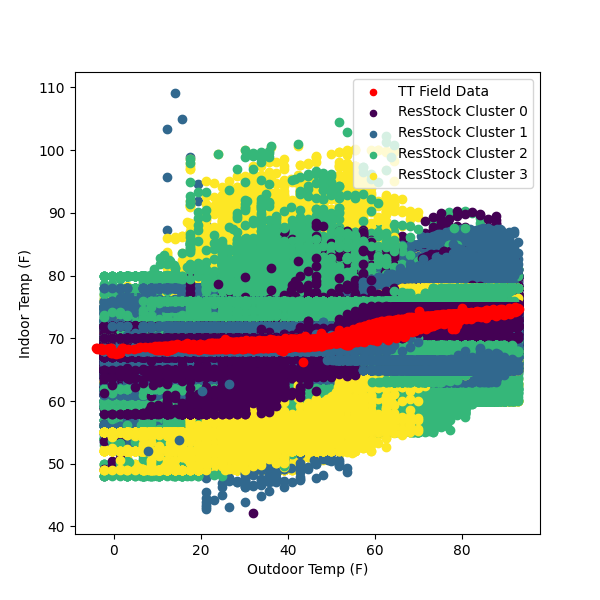 110
100
90
80
70
60
50
40
Indoor Temp (F)
TT Field Data
ResStock Cluster 0
ResStock Cluster 1
ResStock Cluster 2
ResStock Cluster 3
0
20
40
60
80
Outdoor Temp (F)